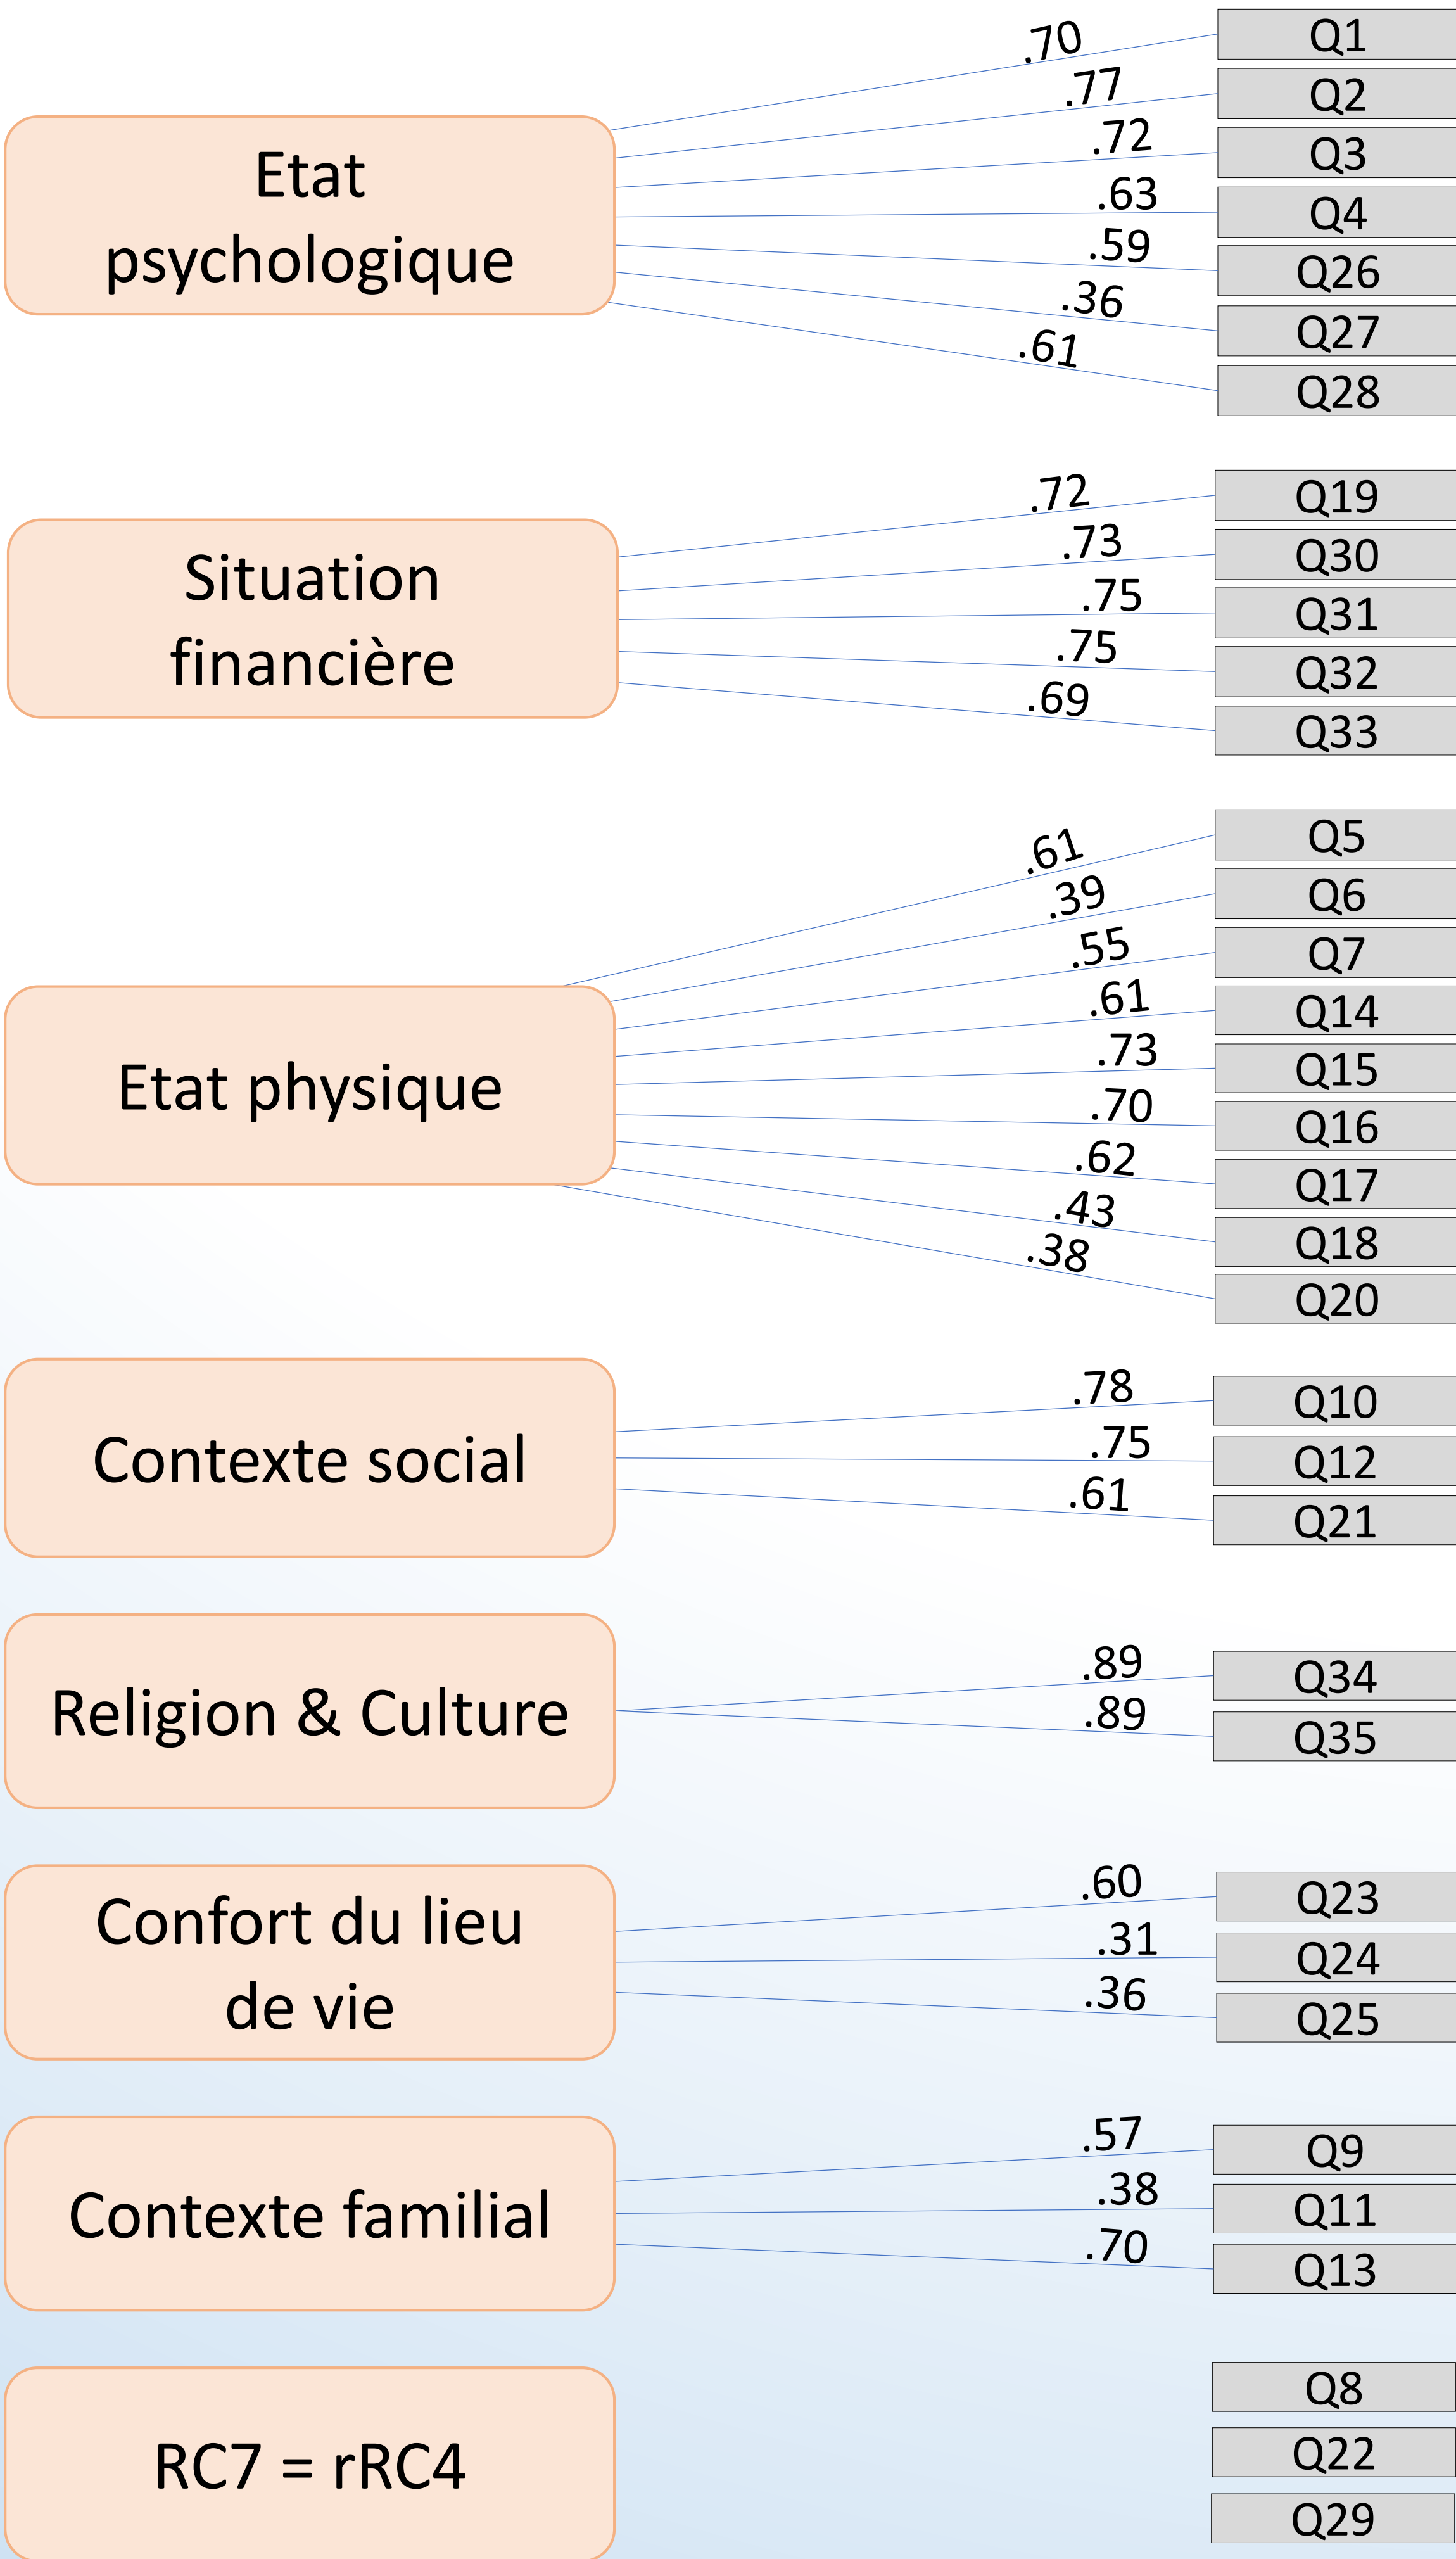 Etat
psychologique
.70
Q1
.77
Q2
.72
Q3
.63
Q4
.59
Q26
.36
Q27
.61
Q28
Situation
financière
.72
Q19
.73
Q30
.75
Q31
.75
Q32
.69
Q33
Etat physique
.61
Q5
.39
Q6
.55
Q7
.61
Q14
.73
Q15
.70
Q16
.62
Q17
.43
Q18
.38
Q20
Contexte social
.78
Q10
.75
Q12
.61
Q21
Religion & Culture
.89
Q34
.89
Q35
Confort du lieu
de vie
.60
Q23
.31
Q24
.36
Q25
Contexte familial
.57
Q9
.38
Q11
.70
Q13
RC7 = rRC4
Q8
Q22
Q29